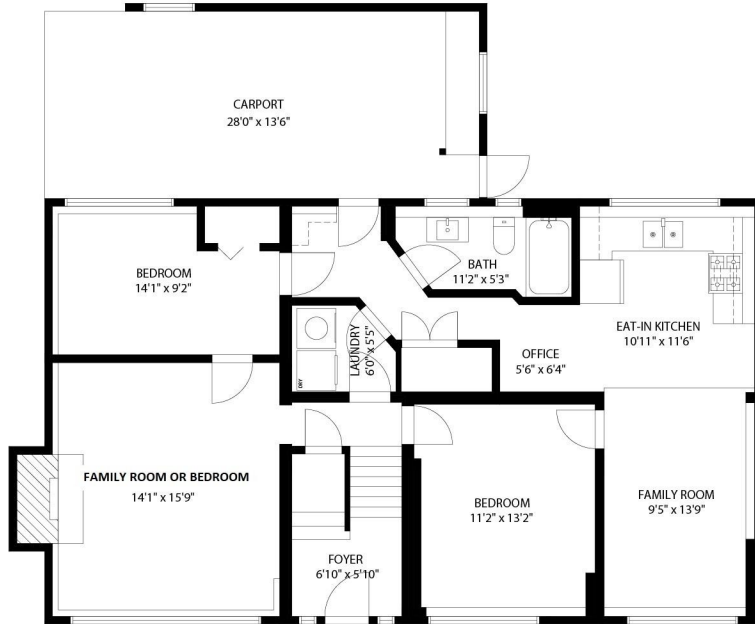 CARPORT
28'0" x 13'6"
BEDROOM
14'1" x 9'2"
BATH
11'2" x 5'3"
LAUNDRY
6'0" x 5'5"
DRY
OFFICE
5'6" x 6'4"
EAT-IN KITCHEN
10'11" x 11'6"
FAMILY ROOM OR BEDROOM
14'1" x 15'9"
BEDROOM
11'2" x 13'2"
FAMILY ROOM
9'5" x 13'9"
FOYER
6'10" x 5'10"